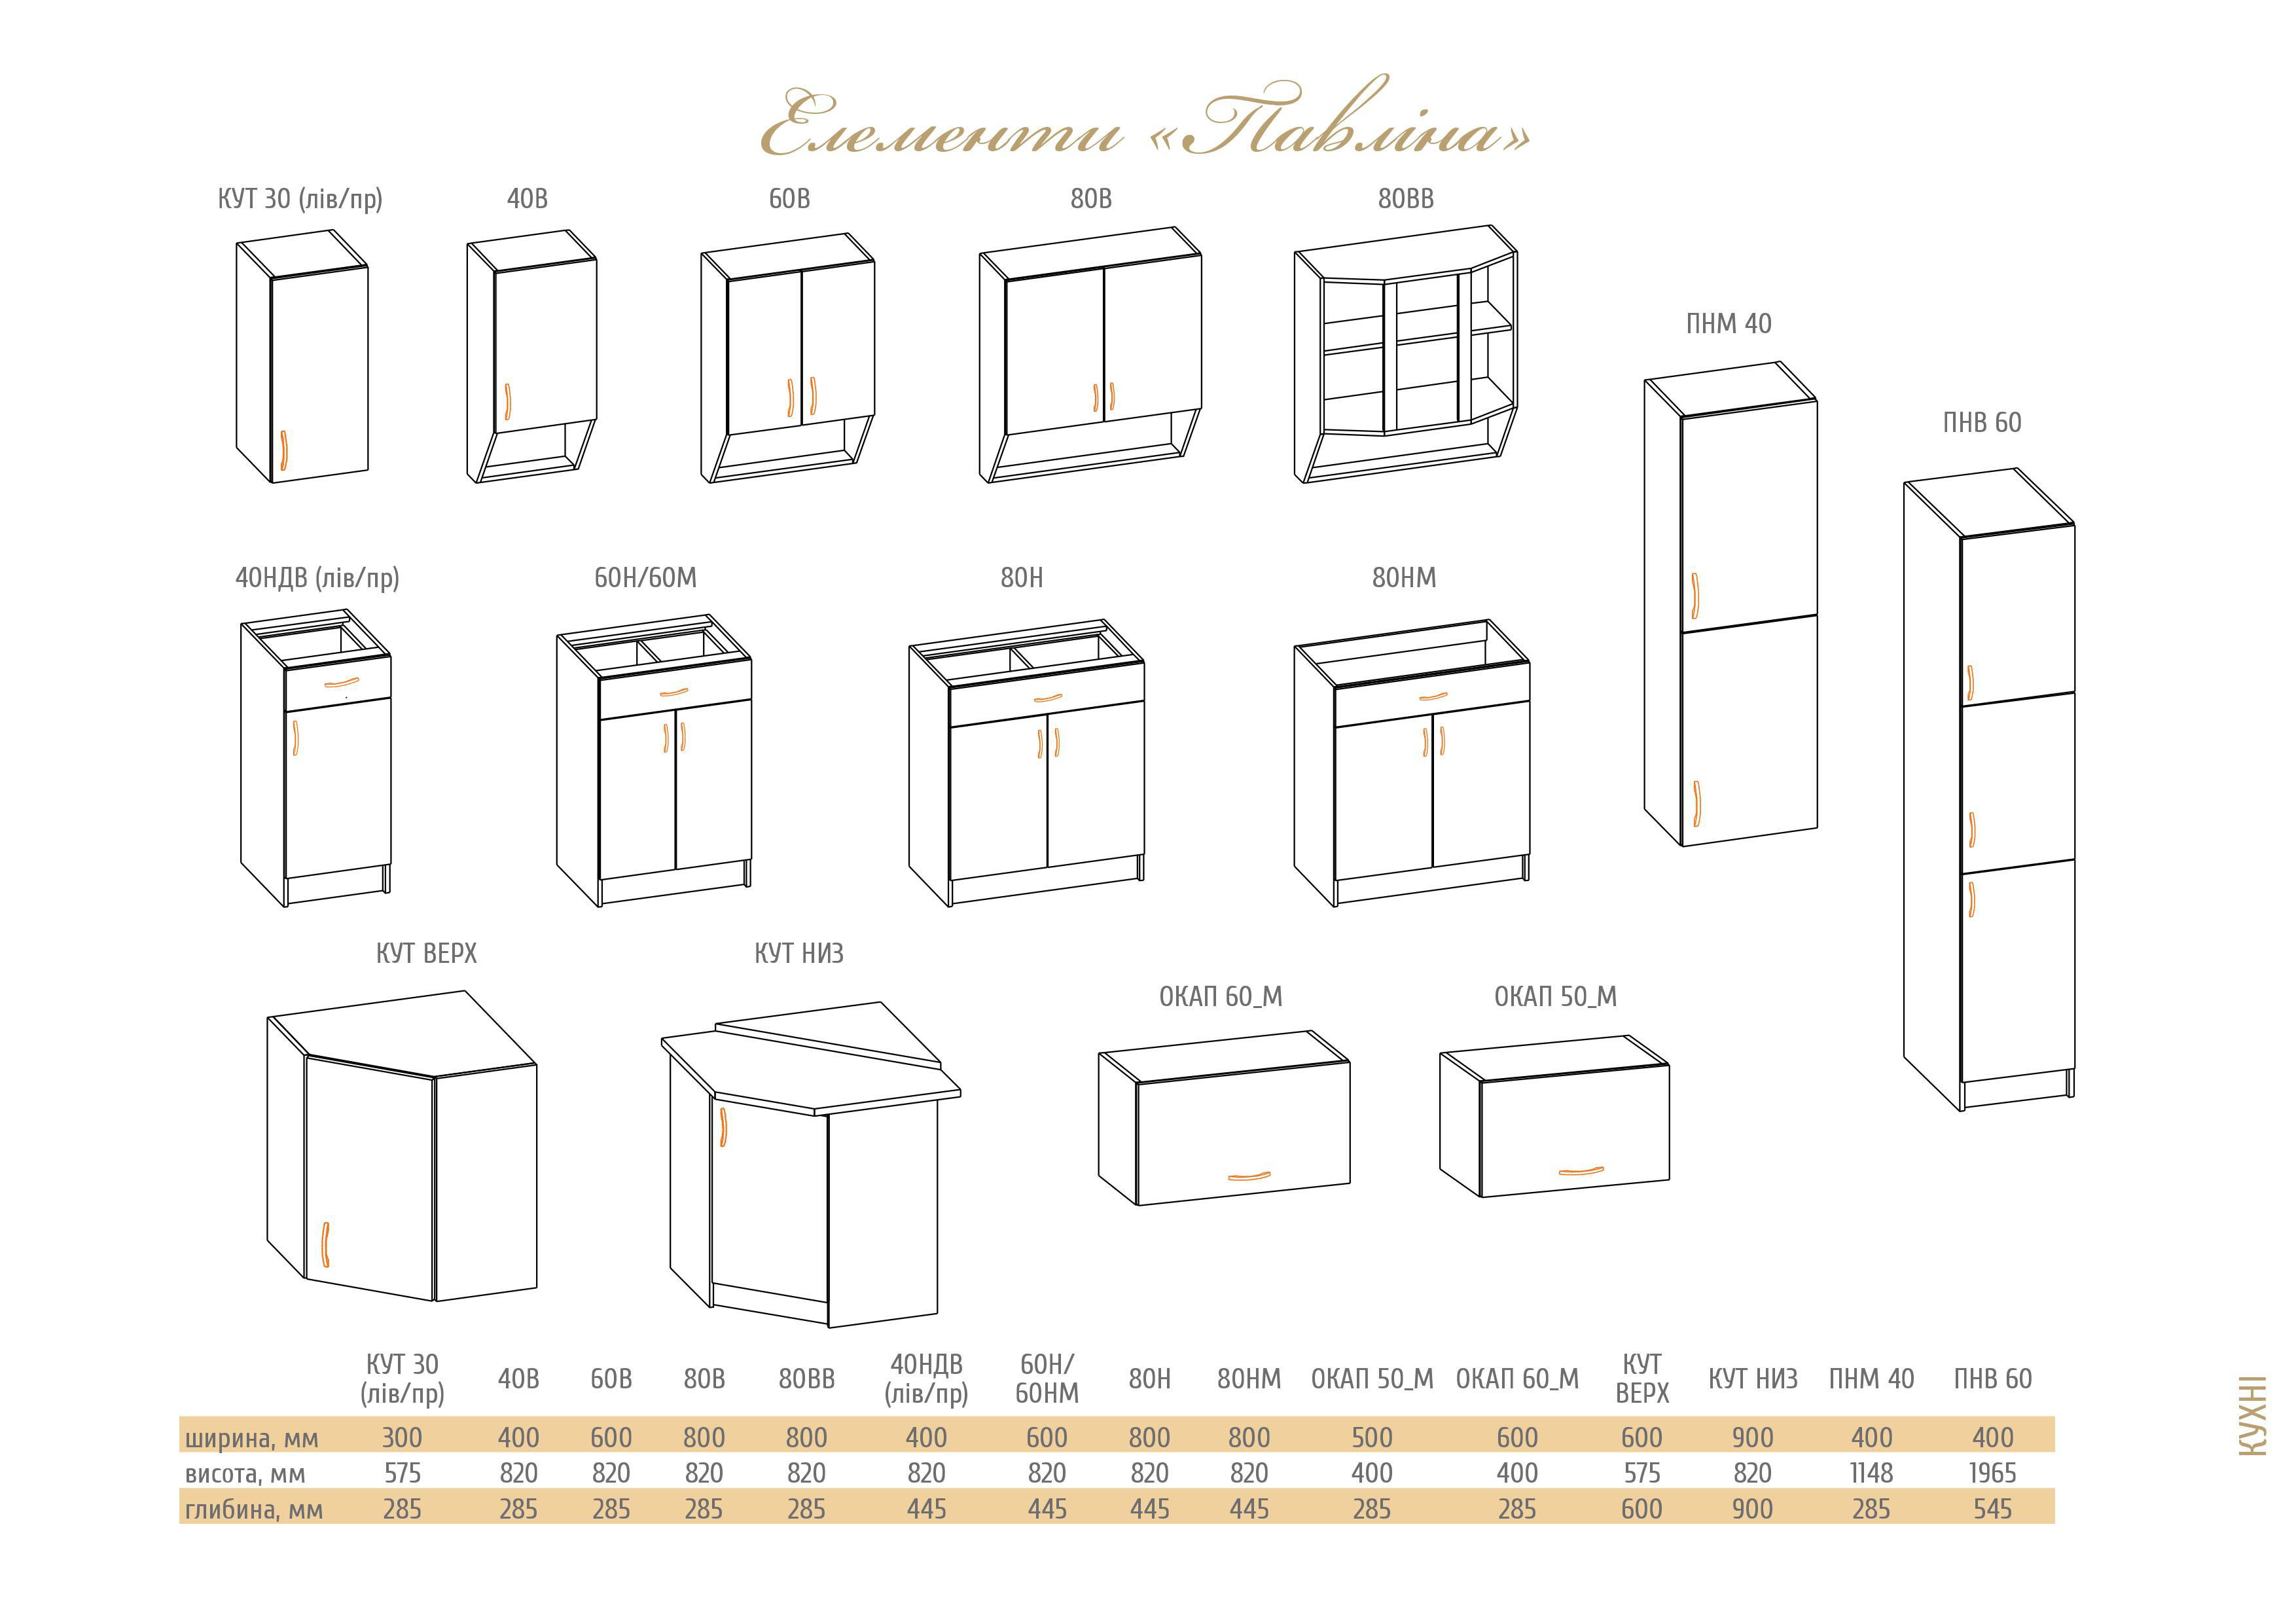 Елементи «Павліна»
КУТ 30 (лів/пр) 40В 60В 80В 80ВВ
ПНМ 40
ПНВ 60
40НДВ (лів/пр) 60Н/60М 80Н 80НМ
КУТ ВЕРХ КУТ НИЗ
ОКАП 60_М ОКАП 50_М
КУТ 30 (лів/пр) 40В 60В 80В 80ВВ 40НДВ (лів/пр) 60Н/ 60НМ 80Н 80НМ ОКАП 50_М ОКАП 60_М КУТ ВЕРХ КУТ НИЗ ПНМ 40 ПНВ 60
ширина, мм 300 400 600 800 800 400 600 800 800 500 600 600 900 400 400
висота, мм 575 820 820 820 820 820 820 820 820 400 400 575 820 1148 1965
глибина, мм 285 285 285 285 285 445 445 445 445 285 285 600 900 285 545
КУХНІ